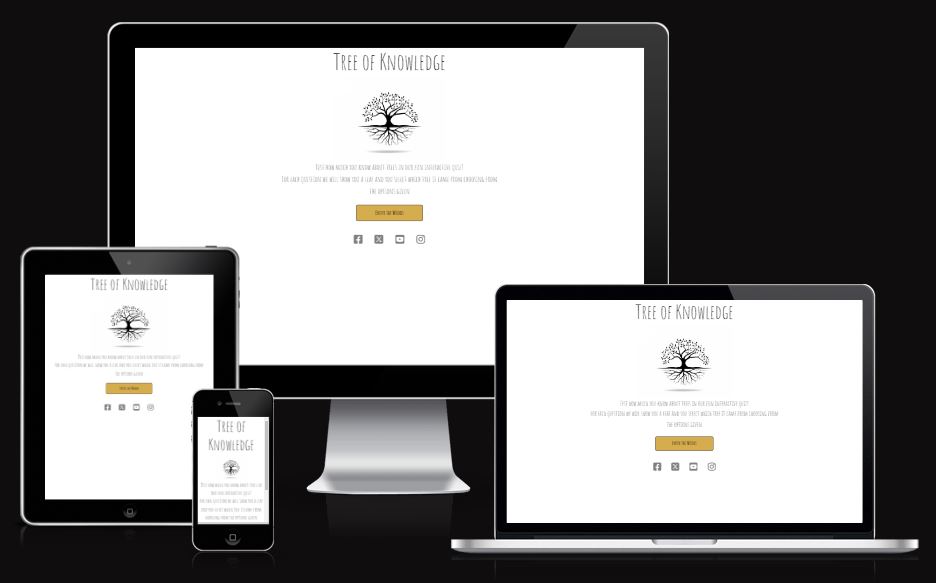 Tree of Knowledge
Test how much you know about trees in our fun interactive quiz!
For each question we will show you a leaf and you select which tree it came from choosing from
the options given
Enter the Woods
Tree of Knowledge
Test how much you know about trees in our fun interactive quiz!
For each question we will show you a leaf and you select which tree it came from choosing from
the options given
Enter the Woods
Tree of
Knowledge
Test how much you know about trees in
our fun interactive quiz!
For each question we will show you a leaf
and you select which tree it came from
choosing from the options given
Tree of Knowledge
Test how much you know about trees in our fun interactive quiz!
For each question we will show you a leaf and you select which tree it came from choosing from
the options given
Enter the Woods